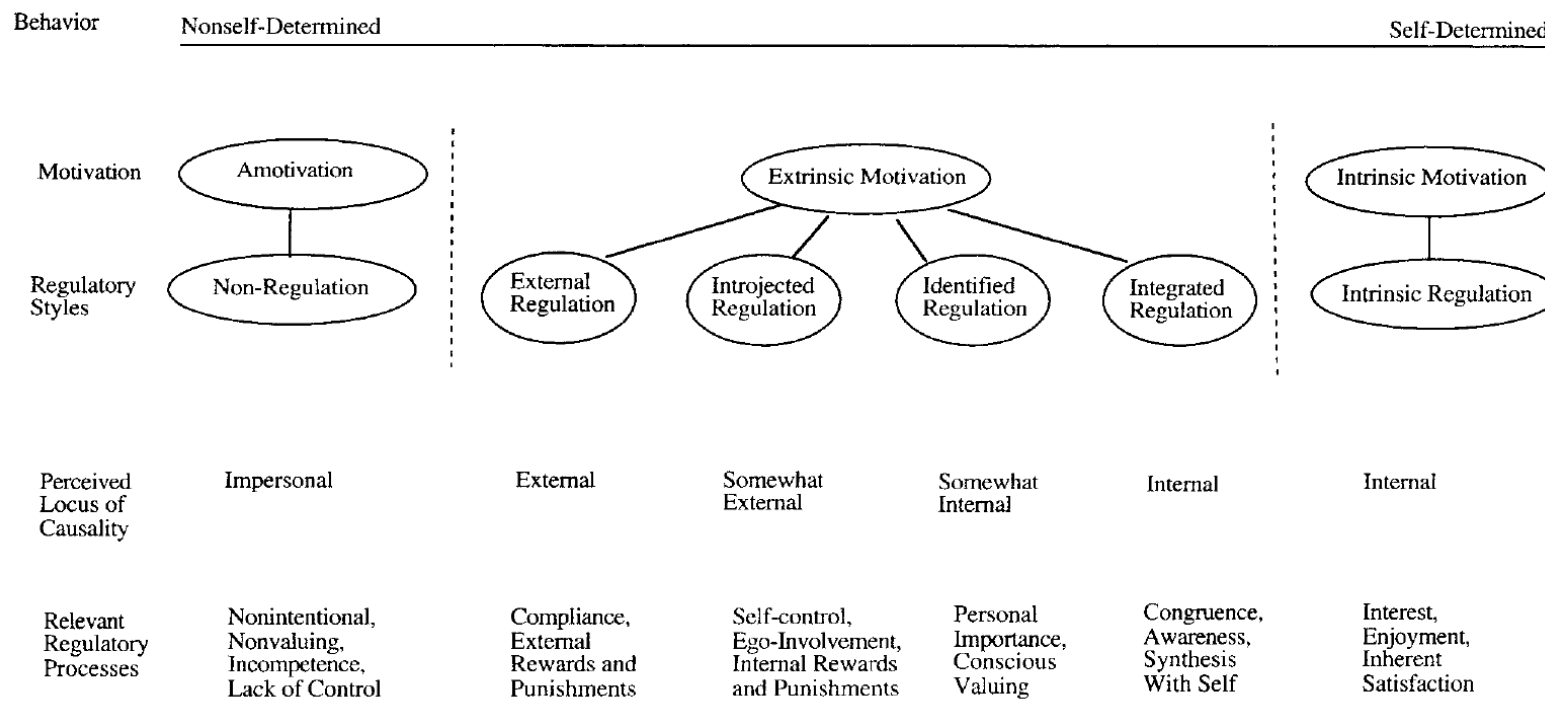 Behavior
Nonself-Determined
Self-Determined
Motivation
Amotivation
Extrinsic Motivation
Intrinsic Motivation
Regulatory
Styles
Non-Regulation
External
Regulation
Introjected
Regulation
Identified
Regulation
Integrated
Regulation
Intrinsic Regulation
Perceived
Locus of
Causality
Impersonal
External
Somewhat
External
Somewhat
Internal
Internal
Internal
Relevant
Regulatory
Processes
Nonintentional,
Nonvaluing,
Incompetence,
Lack of Control
Compliance,
External
Rewards and
Punishments
Self-control,
Ego-Involvement,
Internal Rewards
and Punishments
Personal
Importance,
Conscious
Valuing
Congruence,
Awareness,
Synthesis
With Self
Interest,
Enjoyment,
Inherent
Satisfaction